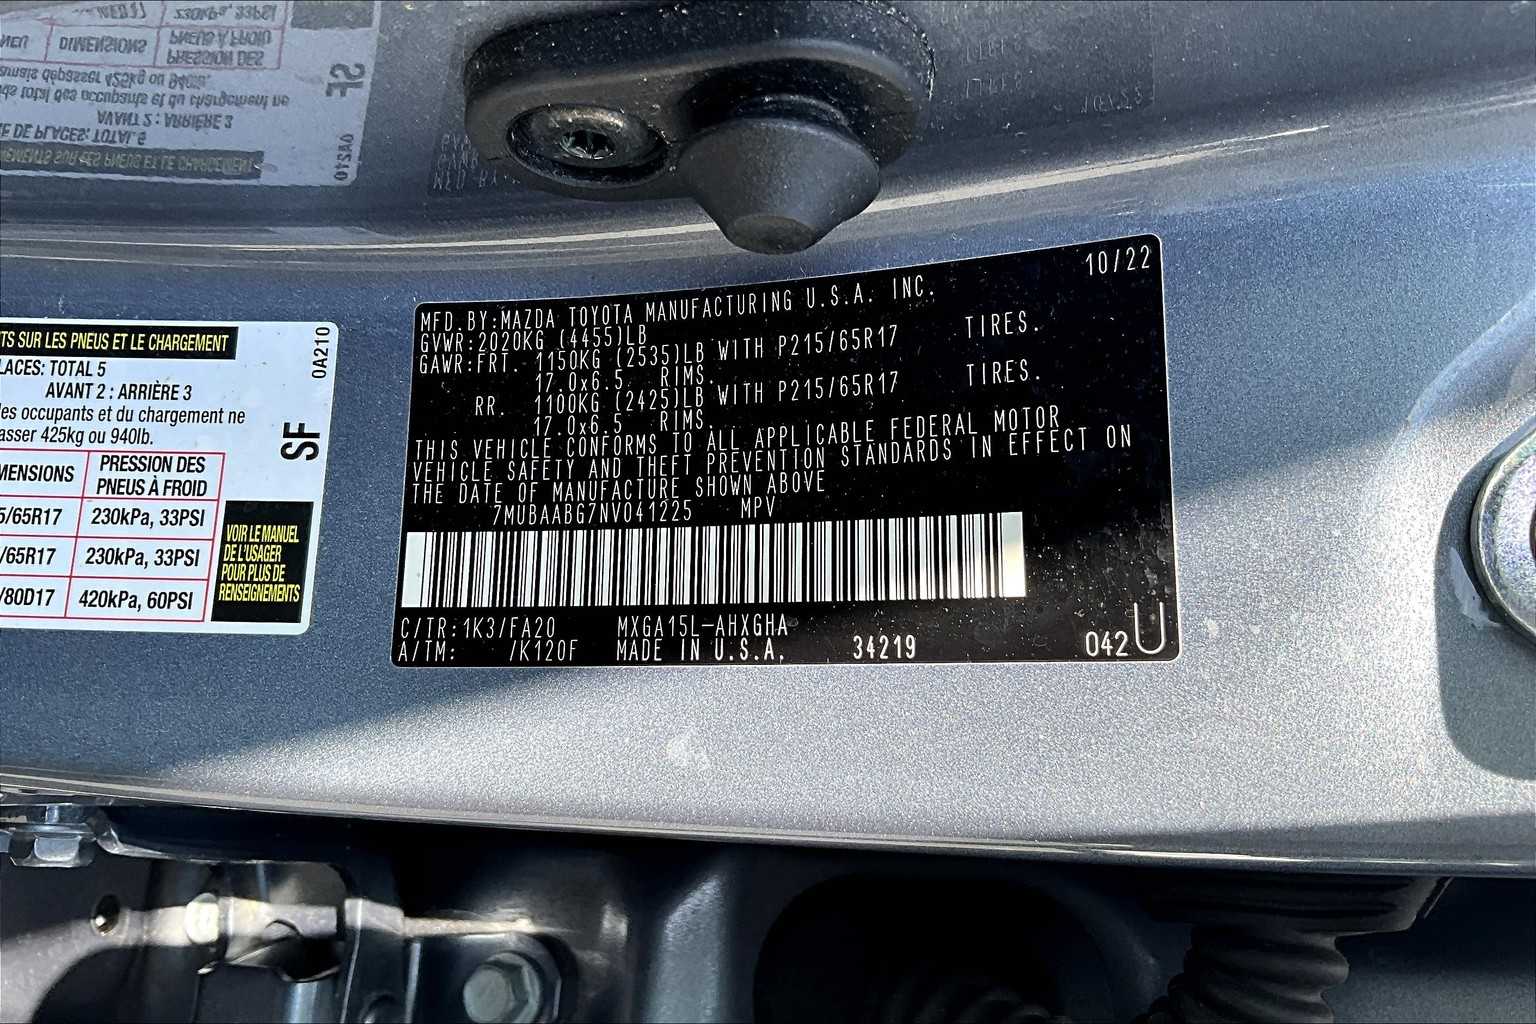 TS SUR LES PNEUS ET LE CHARGEMENT
0A210
LACES: TOTAL 5
AVANT 2 : ARRIÈRE 3
les occupants et du chargement ne
asser 425kg ou 940lb.
SF
MENSIONS PRESSION DES PNEUS À FROID
5/65R17 230kPa, 33PSI
/65R17 230kPa, 33PSI
/80D17 420kPa, 60PSI
VOIR LE MANUEL
DE L'USAGER
POUR PLUS DE
RENSEIGNEMENTS
10/22
MFD.BY:MAZDA TOYOTA MANUFACTURING U.S.A. INC.
GVWR:2020KG (4455)LB
GAWR:FRT. 1150KG (2535)LB WITH P215/65R17 TIRES.
17.0x6.5 RIMS.
RR. 1100KG (2425)LB WITH P215/65R17 TIRES.
17.0x6.5 RIMS.
THIS VEHICLE CONFORMS TO ALL APPLICABLE FEDERAL MOTOR
VEHICLE SAFETY AND THEFT PREVENTION STANDARDS IN EFFECT ON
THE DATE OF MANUFACTURE SHOWN ABOVE
7MUBAABG7NV041225 MPV
C/TR:1K3/FA20 MXGA15L-AHXGHA
A/TM: /K120F MADE IN U.S.A. 34219 042U